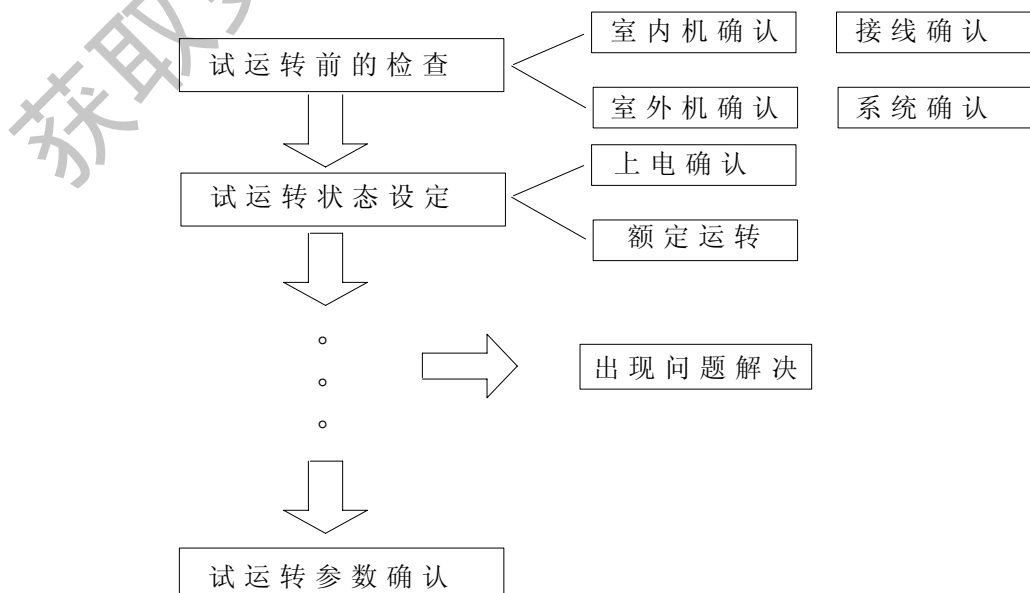 室内机确认 接线确认
试运转前的检查
室外机确认 系统确认
上电确认
试运转状态设定
额定运转
出现问题解决
试运转参数确认
获取